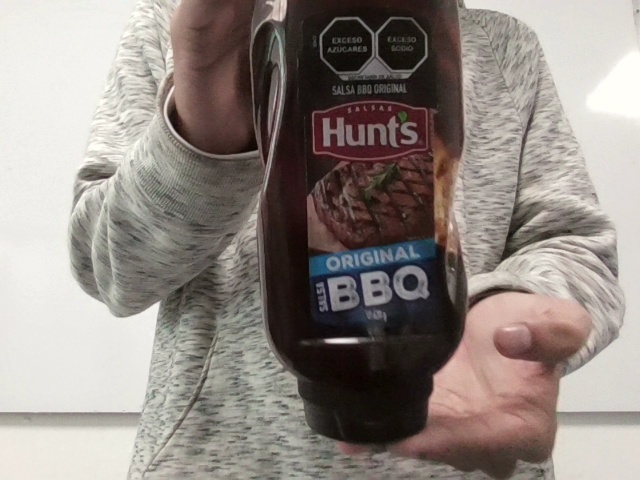 EXCESO AZÚCARES
EXCESO SODIO
SALSA BBQ ORIGINAL
SALSAS
Hunt's
ORIGINAL
SALSA BBQ